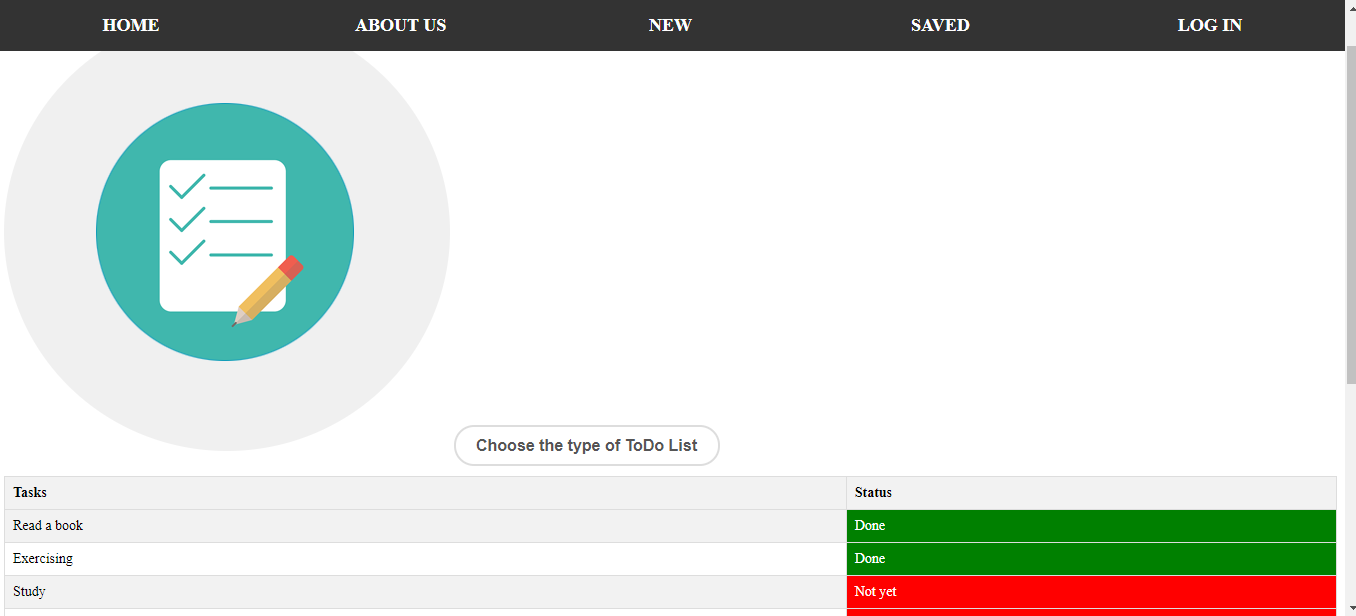 HOME ABOUT US NEW SAVED LOG IN
Choose the type of ToDo List
Tasks Status
Read a book Done
Exercising Done
Study Not yet